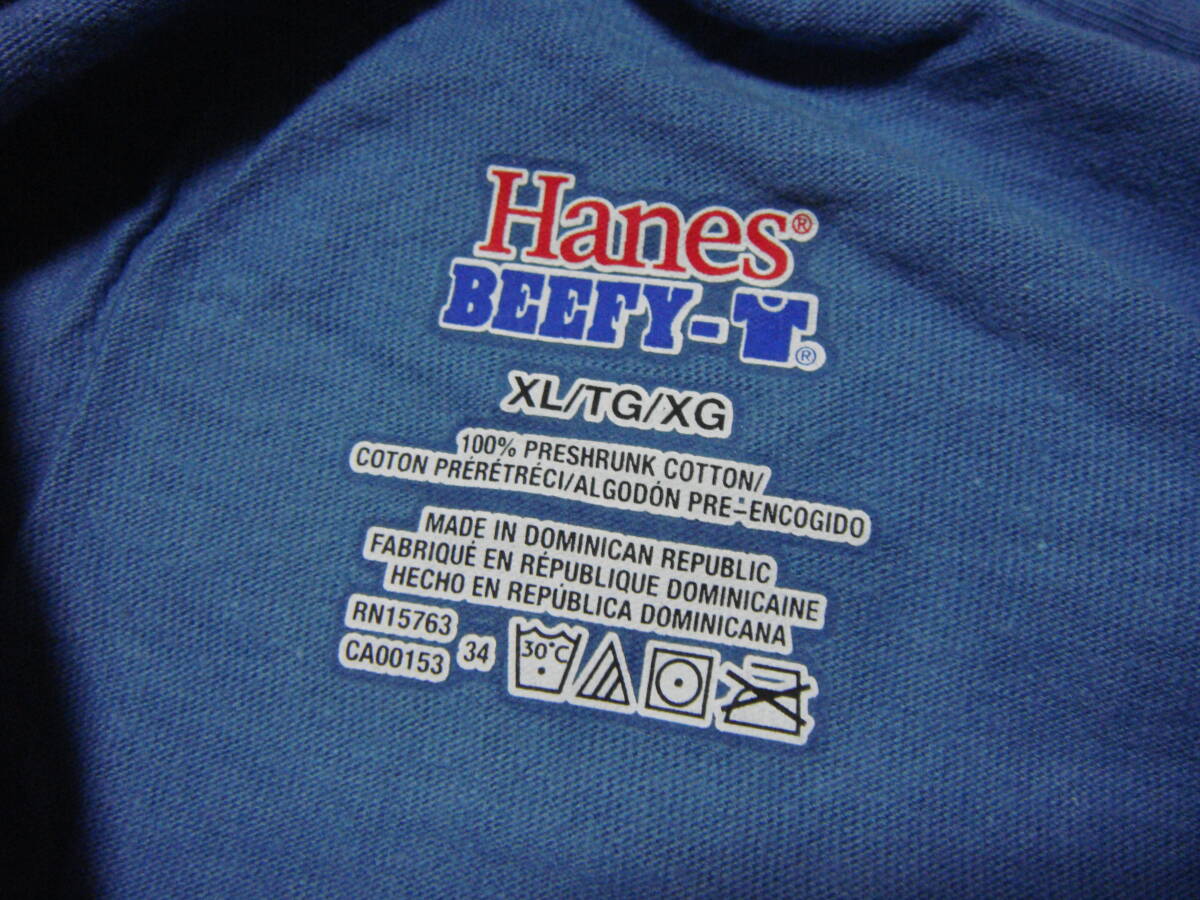 Hanes®
BEEFY-T®
XL/TG/XG
100% PRESHRUNK COTTON/
COTON PRÉRÉTRÉCI/ALGODÓN PRE-ENCOGIDO
MADE IN DOMINICAN REPUBLIC
FABRIQUÉ EN RÉPUBLIQUE DOMINICAINE
HECHO EN REPÚBLICA DOMINICANA
RN15763
CA00153 34
30°C